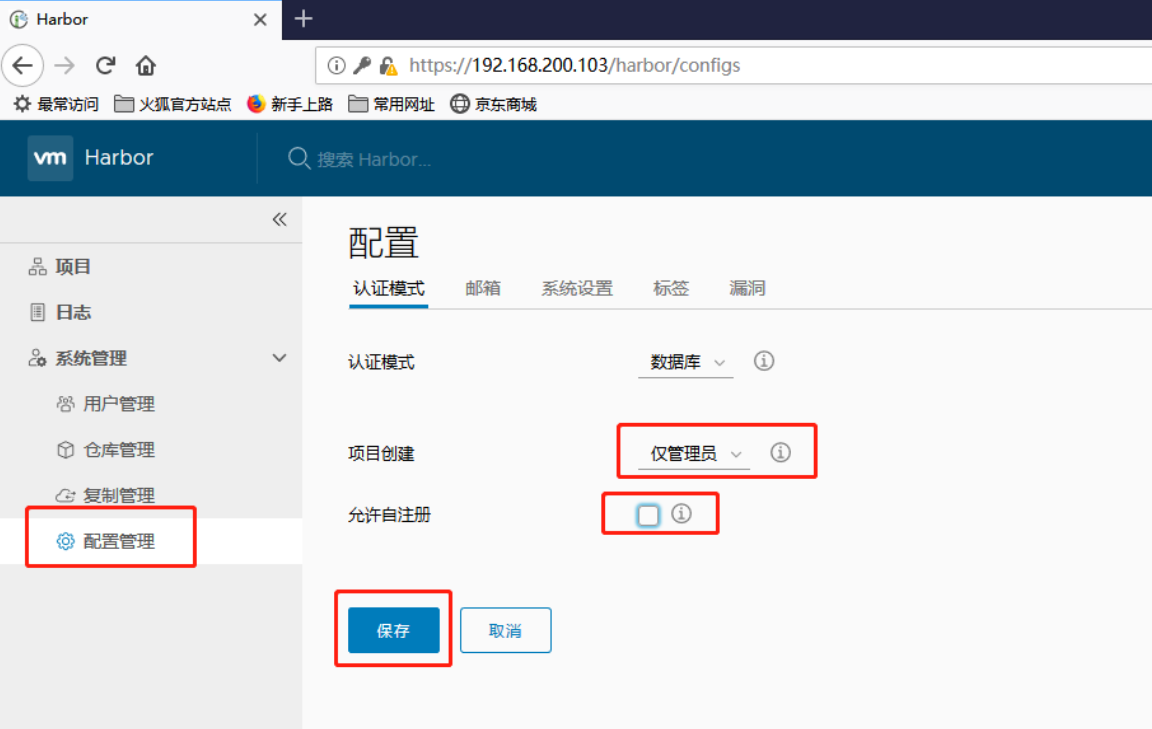 Harbor
https://192.168.200.103/harbor/configs
最常访问 火狐官方站点 新手上路 常用网址 京东商城
vm Harbor 搜索 Harbor...
项目
日志
系统管理
用户管理
仓库管理
复制管理
配置管理
配置
认证模式 邮箱 系统设置 标签 漏洞
认证模式 数据库
项目创建 仅管理员
允许自注册
保存 取消